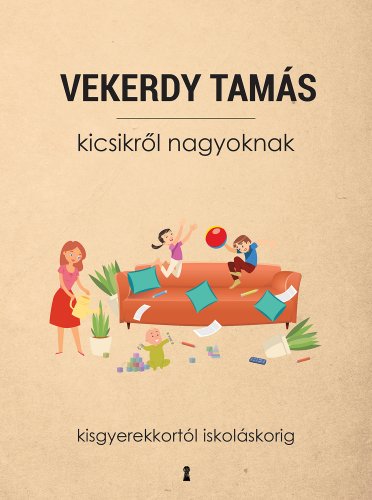 VEKERDY TAMÁS
kicsikről nagyoknak
kisgyerekkortól iskoláskorig